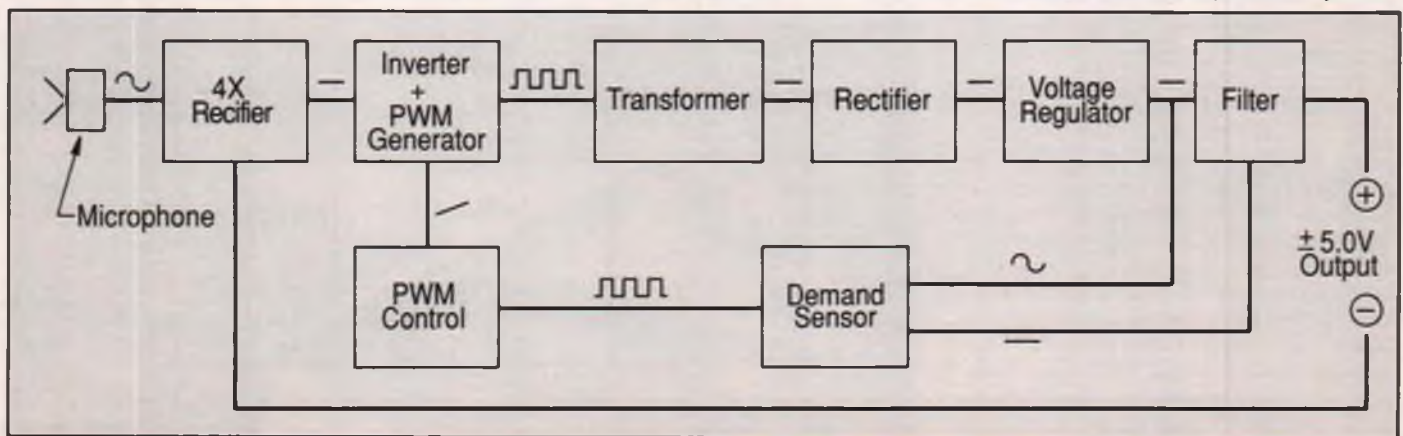 4X
Recifier
Inverter
+
PWM
Generator
Transformer
Rectifier
Voltage
Regulator
Filter
Microphone
+
± 5.0V
Output
−
PWM
Control
Demand
Sensor